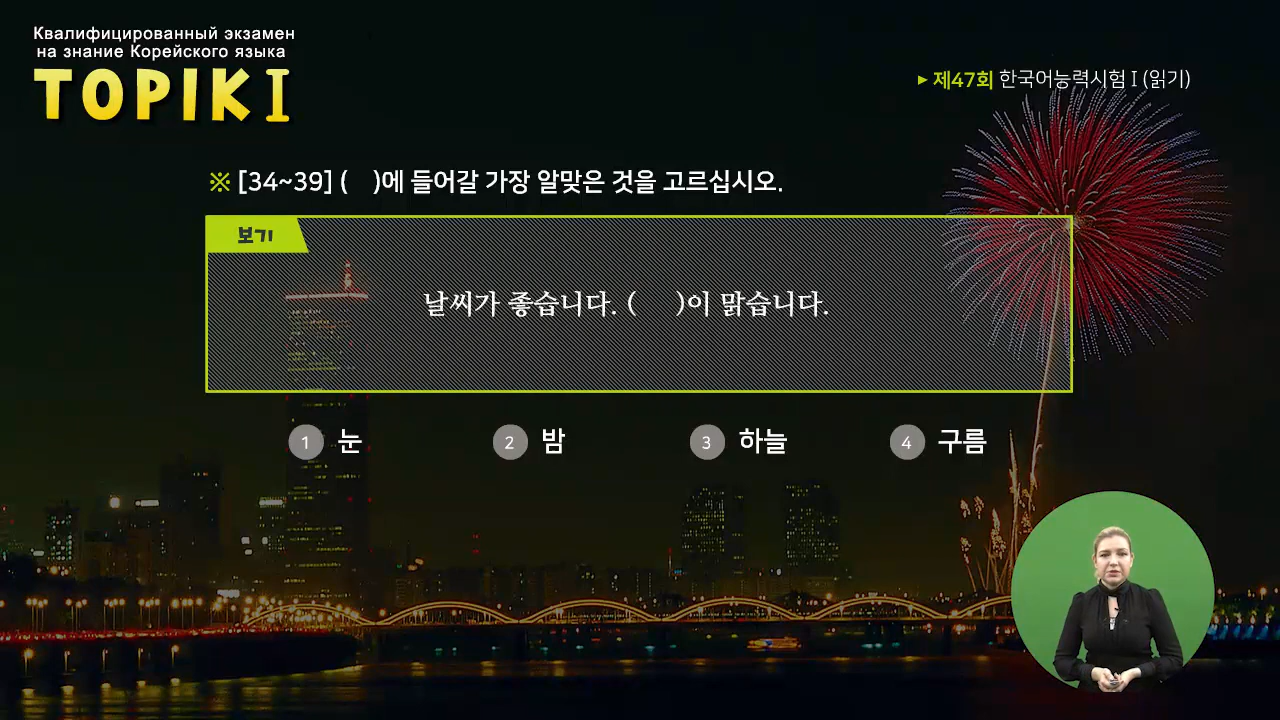 Квалифицированный экзамен
на знание Корейского языка
TOPIK I
▶ 제47회 한국어능력시험 I (읽기)
※ [34~39] (    )에 들어갈 가장 알맞은 것을 고르십시오.
보기
날씨가 좋습니다. (    )이 맑습니다.
1 눈
2 밤
3 하늘
4 구름